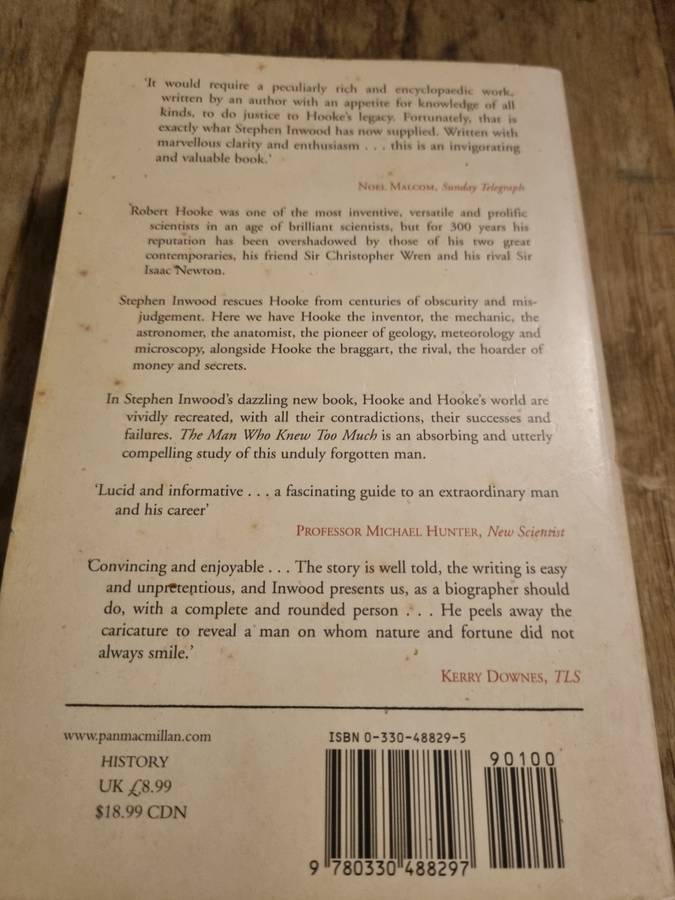 'It would require a peculiarly rich and encyclopaedic work,
written by an author with an appetite for knowledge of all
kinds, to do justice to Hooke's legacy. Fortunately, that is
exactly what Stephen Inwood has now supplied. Written with
marvellous clarity and enthusiasm . . . this is an invigorating
and valuable book.'
NOEL MALCOM, Sunday Telegraph
Robert Hooke was one of the most inventive, versatile and prolific
scientists in an age of brilliant scientists, but for 300 years his
reputation has been overshadowed by those of his two great
contemporaries, his friend Sir Christopher Wren and his rival Sir
Isaac Newton.
Stephen Inwood rescues Hooke from centuries of obscurity and mis-
judgement. Here we have Hooke the inventor, the mechanic, the
astronomer, the anatomist, the pioneer of geology, meteorology and
microscopy, alongside Hooke the braggart, the rival, the hoarder of
money and secrets.
In Stephen Inwood's dazzling new book, Hooke and Hooke's world are
vividly recreated, with all their contradictions, their successes and
failures. The Man Who Knew Too Much is an absorbing and utterly
compelling study of this unduly forgotten man.
'Lucid and informative . . . a fascinating guide to an extraordinary man
and his career'
PROFESSOR MICHAEL HUNTER, New Scientist
'Convincing and enjoyable . . . The story is well told, the writing is easy
and unpretentious, and Inwood presents us, as a biographer should
do, with a complete and rounded person . . . He peels away the
caricature to reveal a man on whom nature and fortune did not
always smile.'
KERRY DOWNES, TLS
www.panmacmillan.com
HISTORY
UK £8.99
$18.99 CDN
ISBN 0-330-48829-5
90100
9 780330 488297